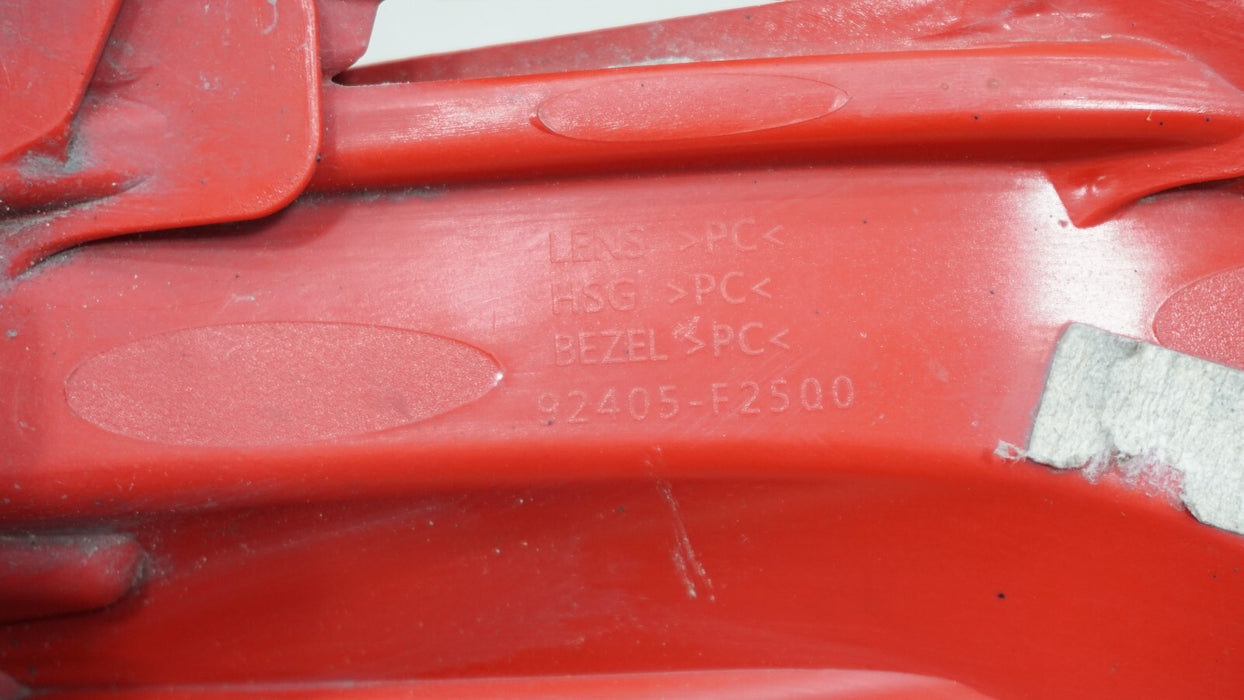 LENS >PC<
HSG >PC<
BEZEL >PC<
92405-F2500